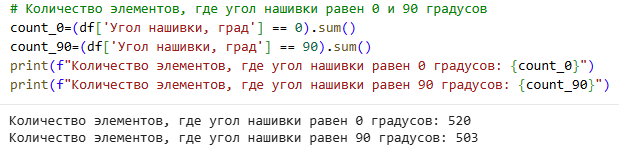 # Количество элементов, где угол нашивки равен 0 и 90 градусов
count_0=(df['Угол нашивки, град'] == 0).sum()
count_90=(df['Угол нашивки, град'] == 90).sum()
print(f"Количество элементов, где угол нашивки равен 0 градусов: {count_0}")
print(f"Количество элементов, где угол нашивки равен 90 градусов: {count_90}")
Количество элементов, где угол нашивки равен 0 градусов: 520
Количество элементов, где угол нашивки равен 90 градусов: 503